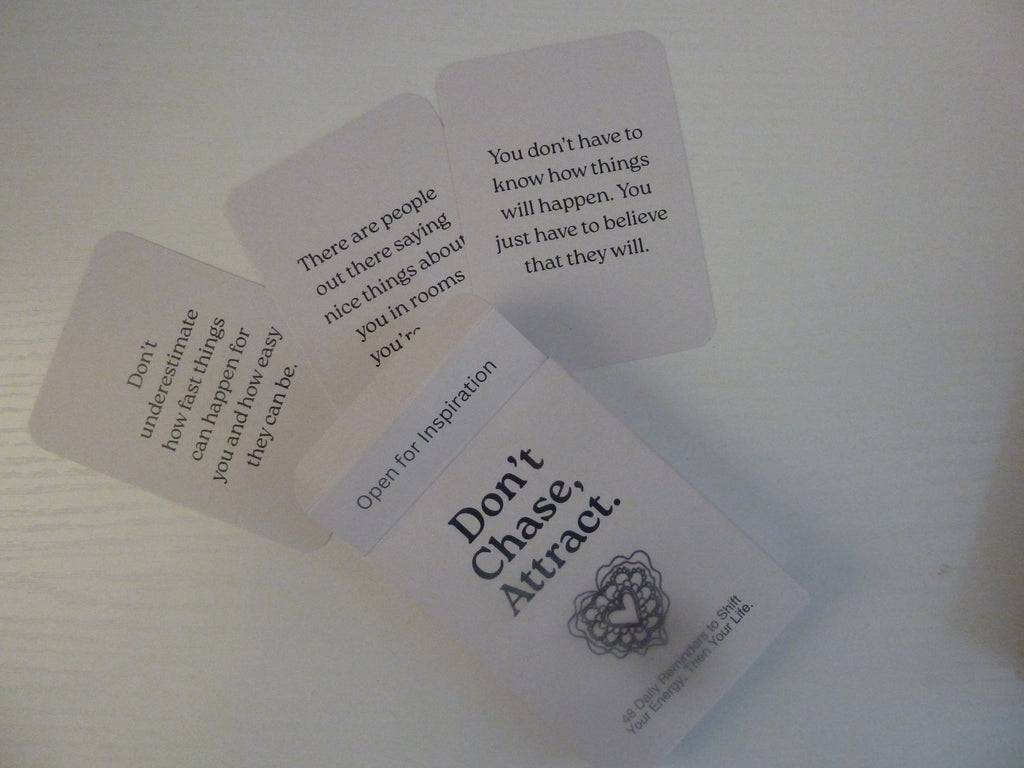 Don't
underestimate
how fast things
can happen for
you and how easy
they can be.
There are people
out there saying
nice things about
you in rooms
You don't have to
know how things
will happen. You
just have to believe
that they will.
Open for Inspiration
Don't
Chase,
Attract.
48 Daily Reminders to Shift
Your Energy. Then Your Life.